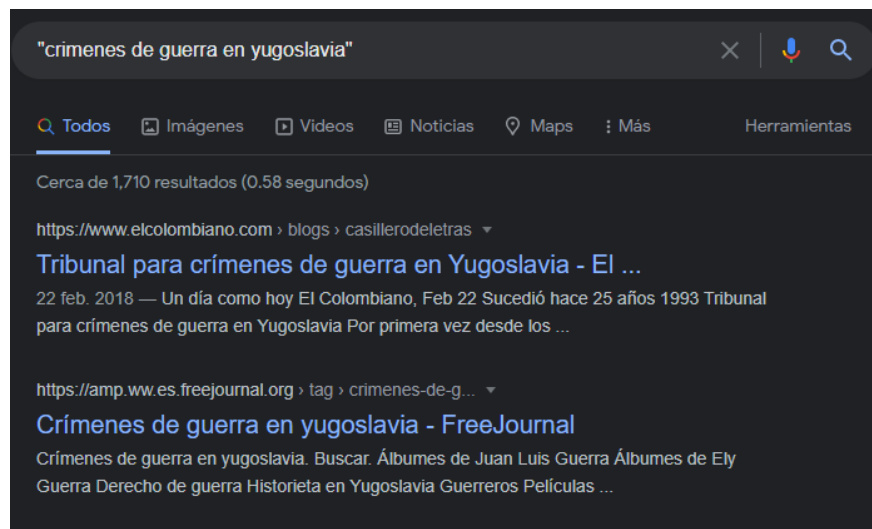 "crimenes de guerra en yugoslavia"
Todos Imágenes Videos Noticias Maps Más Herramientas
Cerca de 1,710 resultados (0.58 segundos)
https://www.elcolombiano.com › blogs › casillerodeletras
Tribunal para crímenes de guerra en Yugoslavia - El ...
22 feb. 2018 — Un día como hoy El Colombiano, Feb 22 Sucedió hace 25 años 1993 Tribunal
para crímenes de guerra en Yugoslavia Por primera vez desde los ...
https://amp.ww.es.freejournal.org › tag › crimenes-de-g...
Crímenes de guerra en yugoslavia - FreeJournal
Crímenes de guerra en yugoslavia. Buscar. Álbumes de Juan Luis Guerra Álbumes de Ely
Guerra Derecho de guerra Historieta en Yugoslavia Guerreros Películas ...